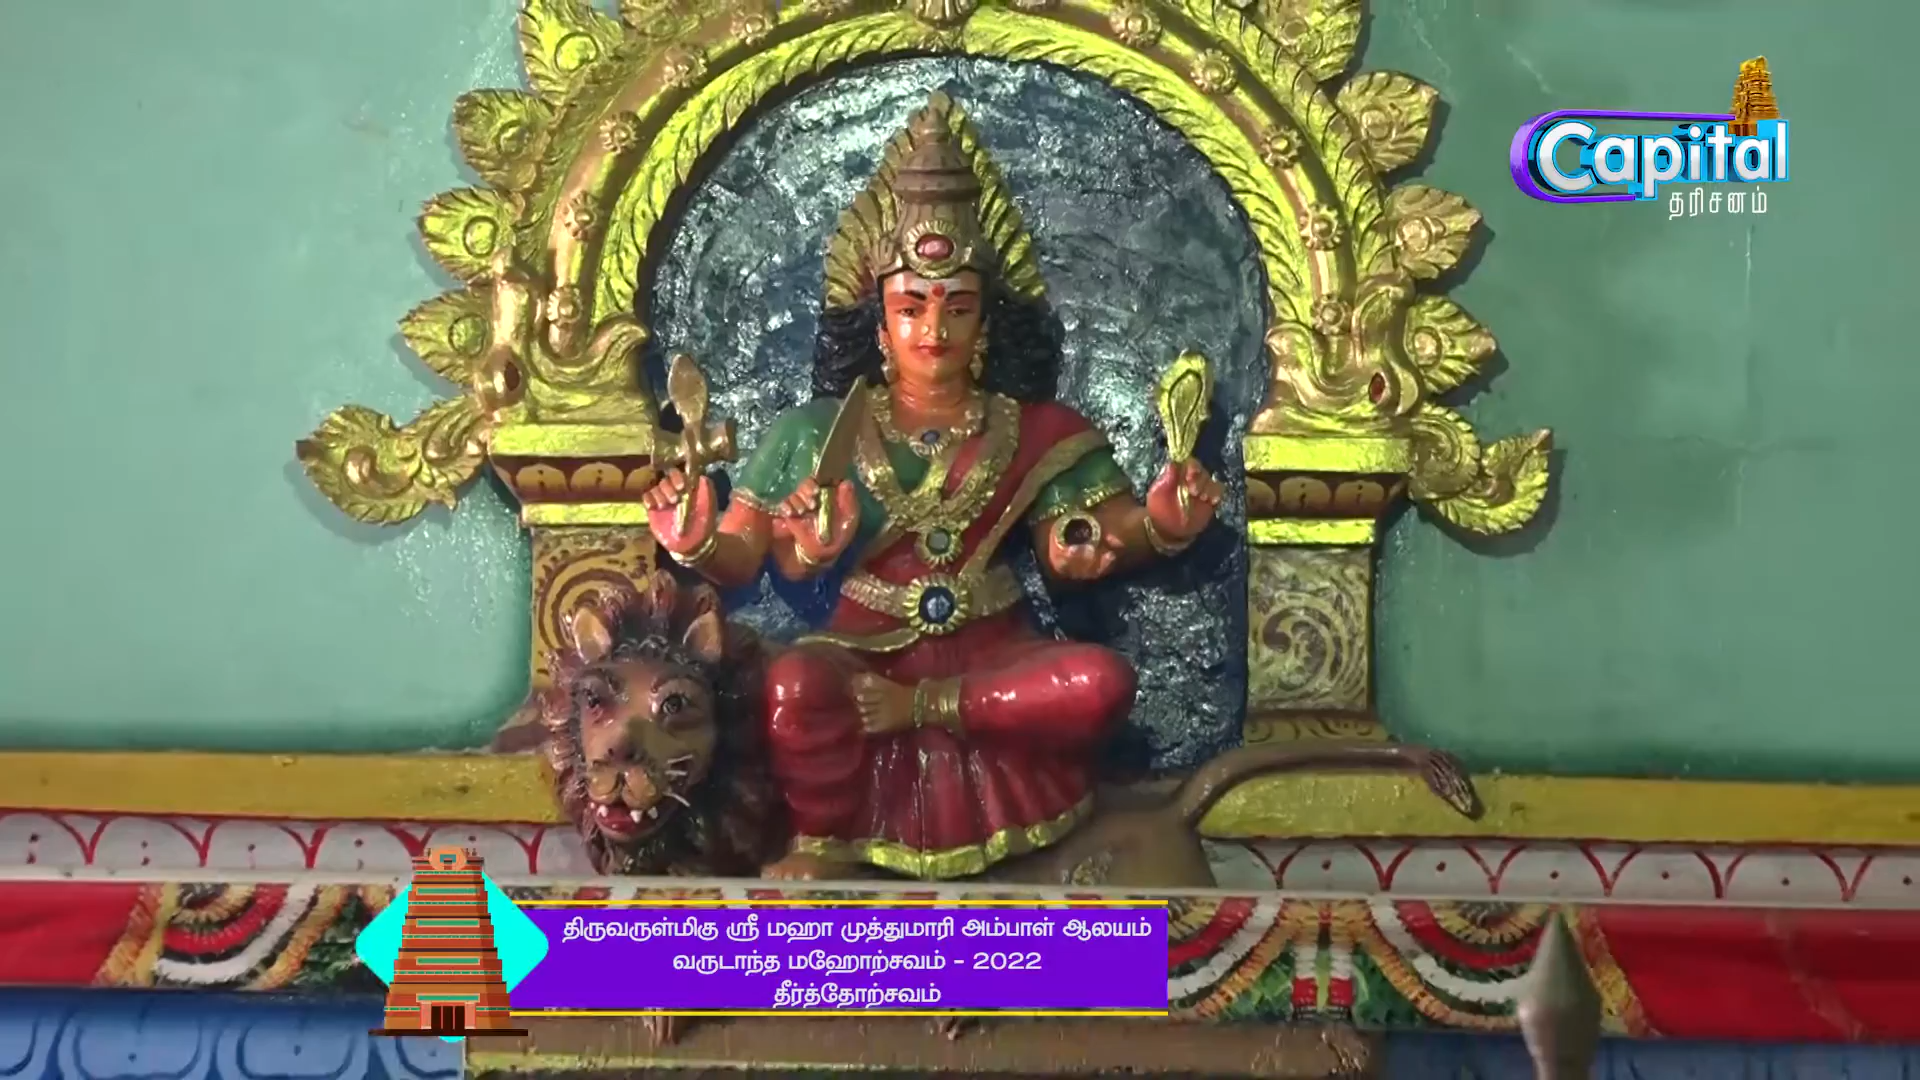 Capital
தரிசனம்
திருவருள்மிகு ஸ்ரீ மஹா முத்துமாரி அம்பாள் ஆலயம்
வருடாந்த மஹோற்சவம் - 2022
தீர்த்தோற்சவம்